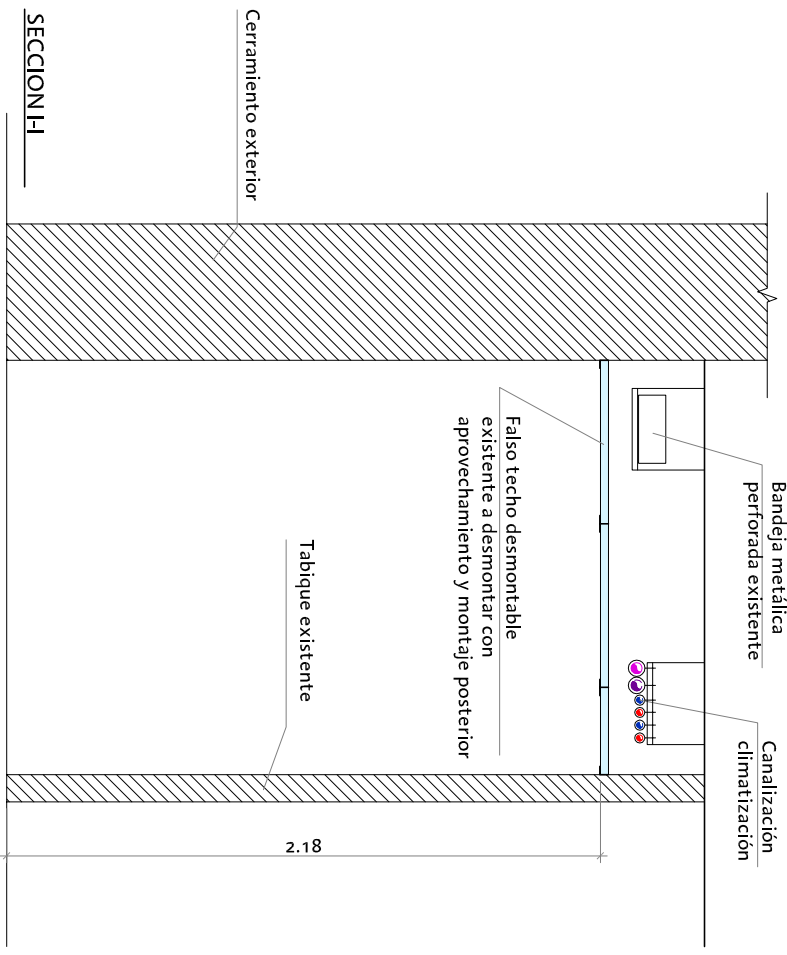 Bandeja metálica
perforada existente
Canalización
climatización
Falso techo desmontable
existente a desmontar con
aprovechamiento y montaje posterior
Tabique existente
2.18
Cerramiento exterior
SECCION I-I